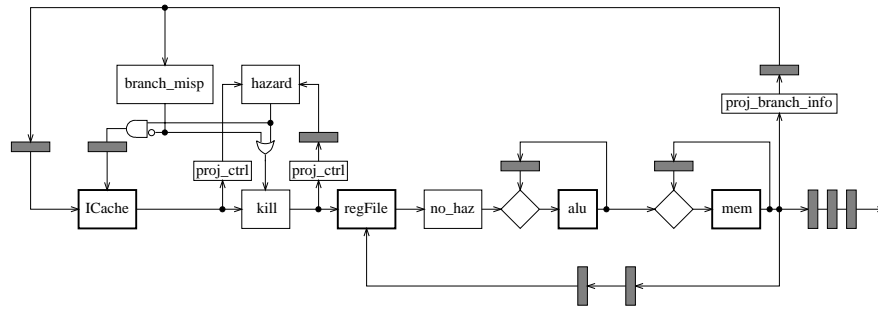 branch_misp
hazard
proj_branch_info
proj_ctrl
proj_ctrl
ICache
kill
regFile
no_haz
alu
mem